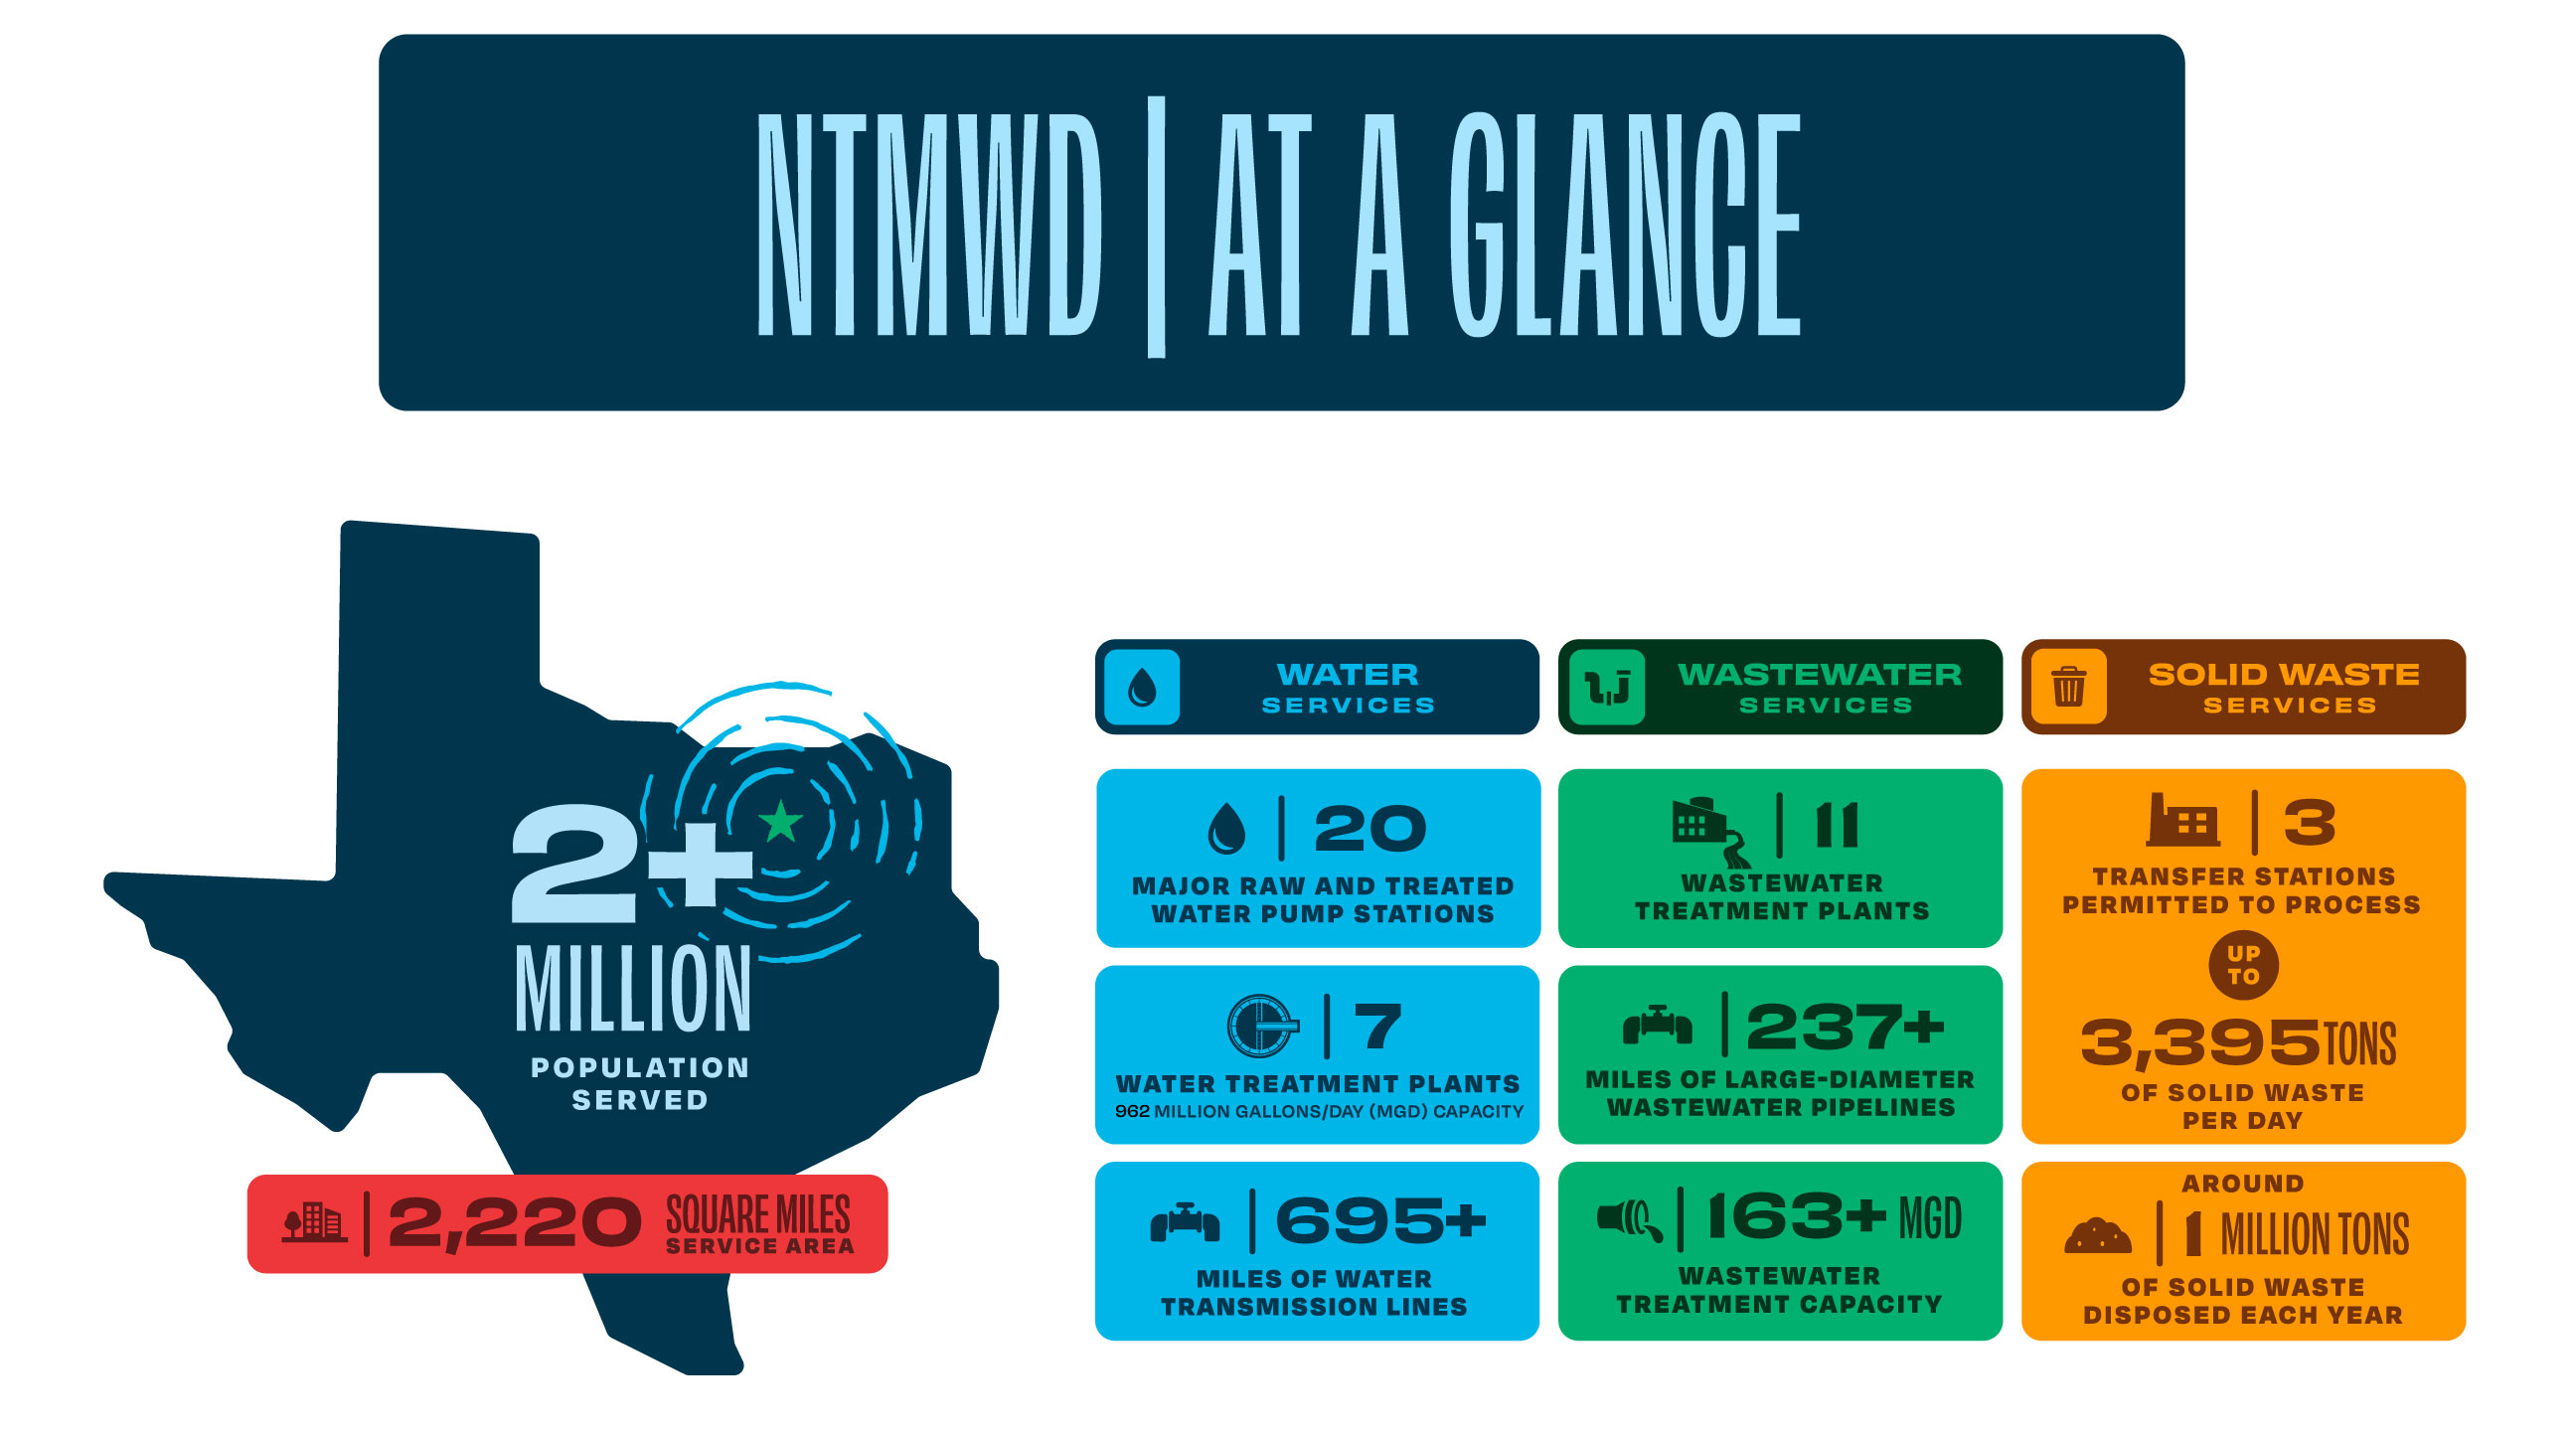 NTMWD | AT A GLANCE
2+
MILLION
POPULATION
SERVED
2,220 SQUARE MILES
SERVICE AREA
WATER
SERVICES
20
MAJOR RAW AND TREATED
WATER PUMP STATIONS
7
WATER TREATMENT PLANTS
962 MILLION GALLONS/DAY (MGD) CAPACITY
695+
MILES OF WATER
TRANSMISSION LINES
WASTEWATER
SERVICES
11
WASTEWATER
TREATMENT PLANTS
237+
MILES OF LARGE-DIAMETER
WASTEWATER PIPELINES
163+ MGD
WASTEWATER
TREATMENT CAPACITY
SOLID WASTE
SERVICES
3
TRANSFER STATIONS
PERMITTED TO PROCESS
UP
TO
3,395 TONS
OF SOLID WASTE
PER DAY
AROUND
1 MILLION TONS
OF SOLID WASTE
DISPOSED EACH YEAR